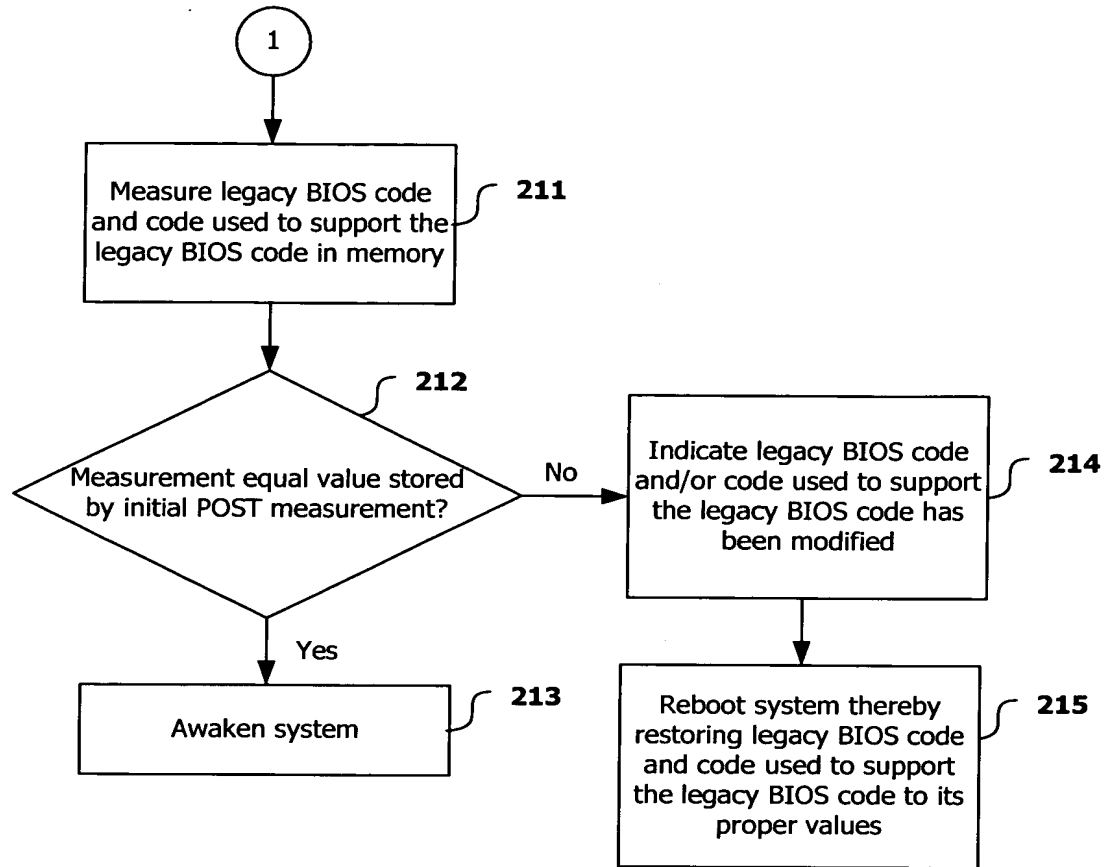 1
Measure legacy BIOS code
and code used to support the
legacy BIOS code in memory
211
212
Measurement equal value stored
by initial POST measurement?
No
Indicate legacy BIOS code
and/or code used to support
the legacy BIOS code has
been modified
214
Yes
Awaken system
213
Reboot system thereby
restoring legacy BIOS code
and code used to support
the legacy BIOS code to its
proper values
215